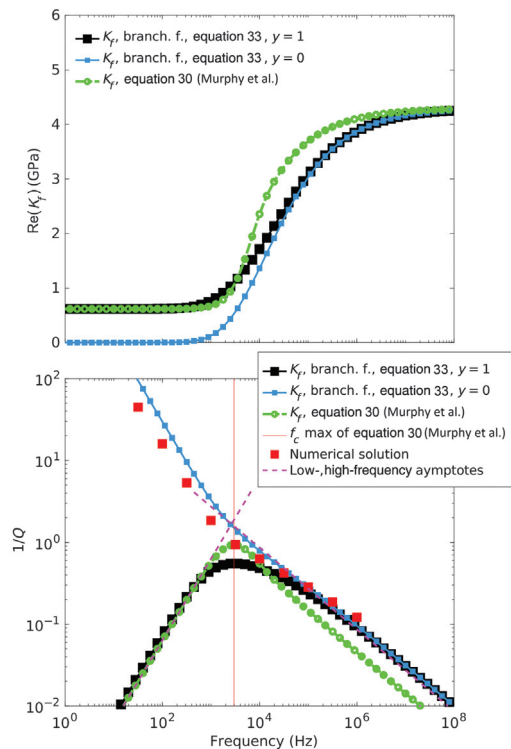 6
5
4
3
2
1
0
Re(K_f) (GPa)
K_f, branch. f., equation 33, y = 1
K_f, branch. f., equation 33, y = 0
K_f, equation 30 (Murphy et al.)
K_f, branch. f., equation 33, y = 1
K_f, branch. f., equation 33, y = 0
K_f, equation 30 (Murphy et al.)
f_c max of equation 30 (Murphy et al.)
Numerical solution
Low-,high-frequency aymptotes
10^2
10^1
10^0
10^-1
10^-2
1/Q
10^0 10^2 10^4 10^6 10^8
Frequency (Hz)